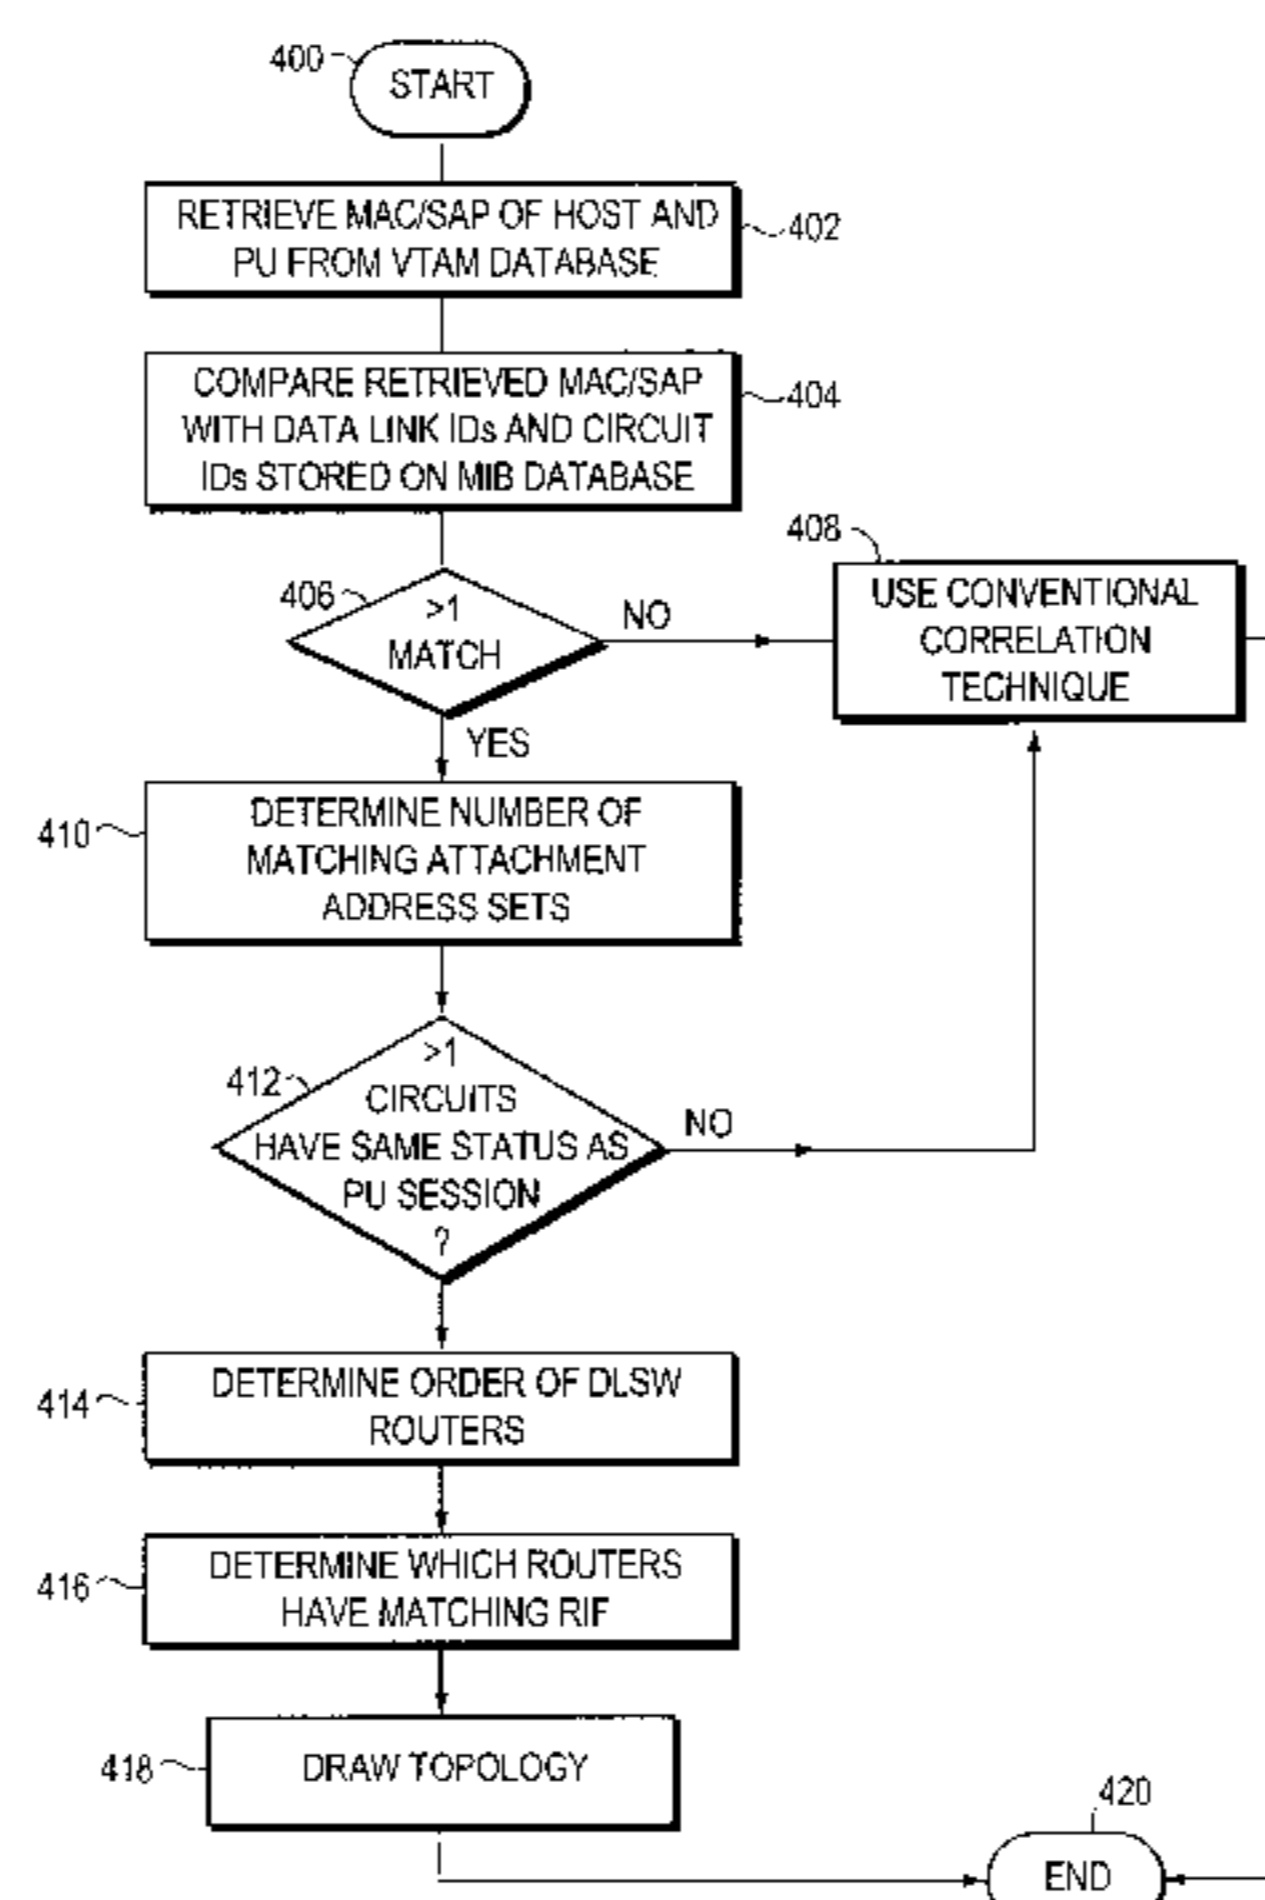 400
START
RETRIEVE MAC/SAP OF HOST AND
PU FROM VTAM DATABASE
402
COMPARE RETRIEVED MAC/SAP
WITH DATA LINK IDs AND CIRCUIT
IDs STORED ON MIB DATABASE
404
406
>1
MATCH
NO
YES
408
USE CONVENTIONAL
CORRELATION
TECHNIQUE
410
DETERMINE NUMBER OF
MATCHING ATTACHMENT
ADDRESS SETS
412
>1
CIRCUITS
HAVE SAME STATUS AS
PU SESSION
?
NO
414
DETERMINE ORDER OF DLSW
ROUTERS
416
DETERMINE WHICH ROUTERS
HAVE MATCHING RIF
418
DRAW TOPOLOGY
420
END